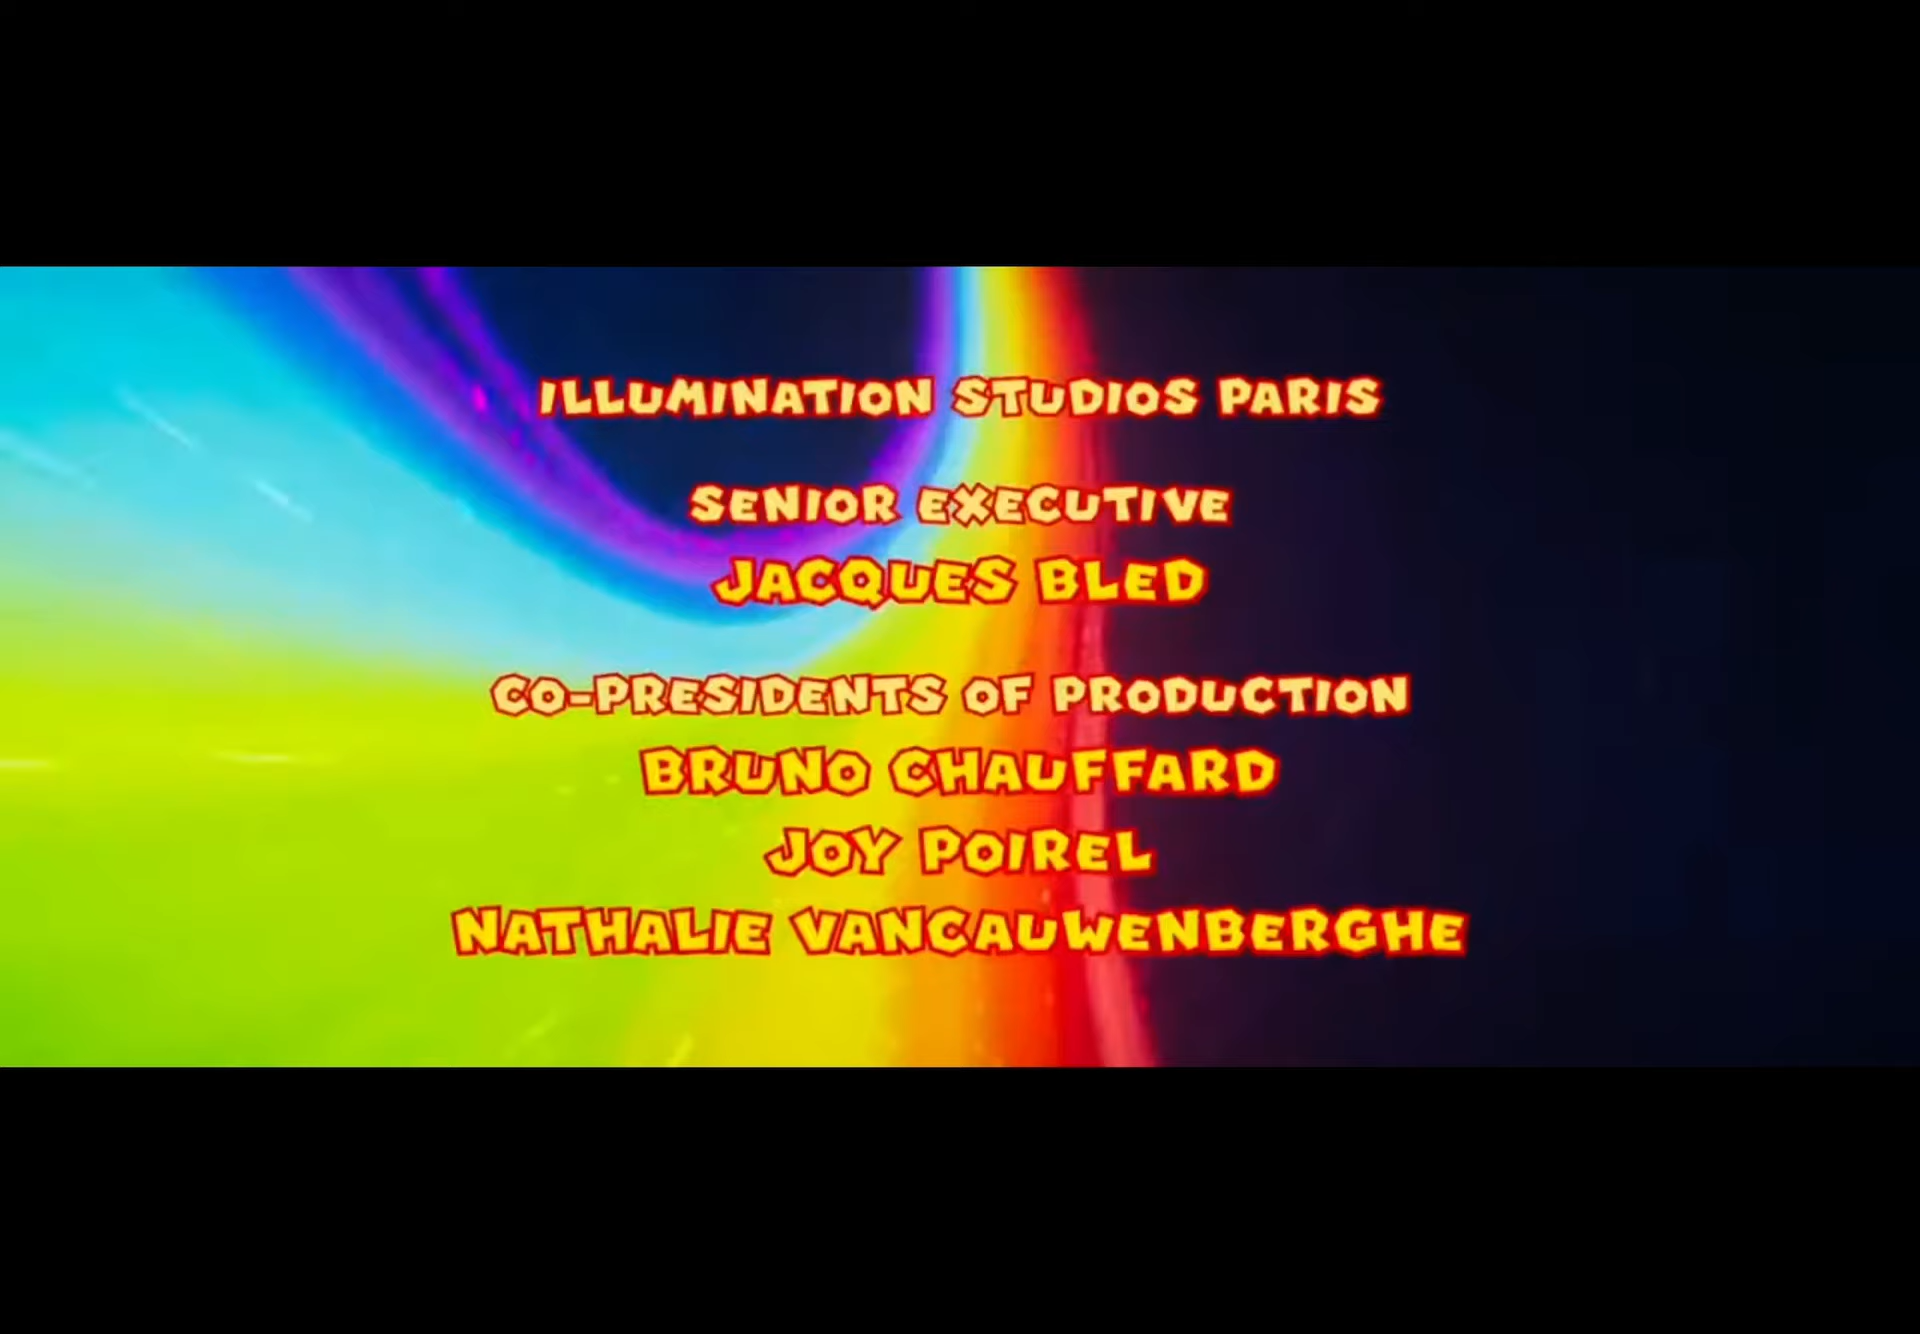 ILLUMINATION STUDIOS PARIS
SENIOR EXECUTIVE
JACQUES BLED
CO-PRESIDENTS OF PRODUCTION
BRUNO CHAUFFARD
JOY POIREL
NATHALIE VANCAUWENBERGHE